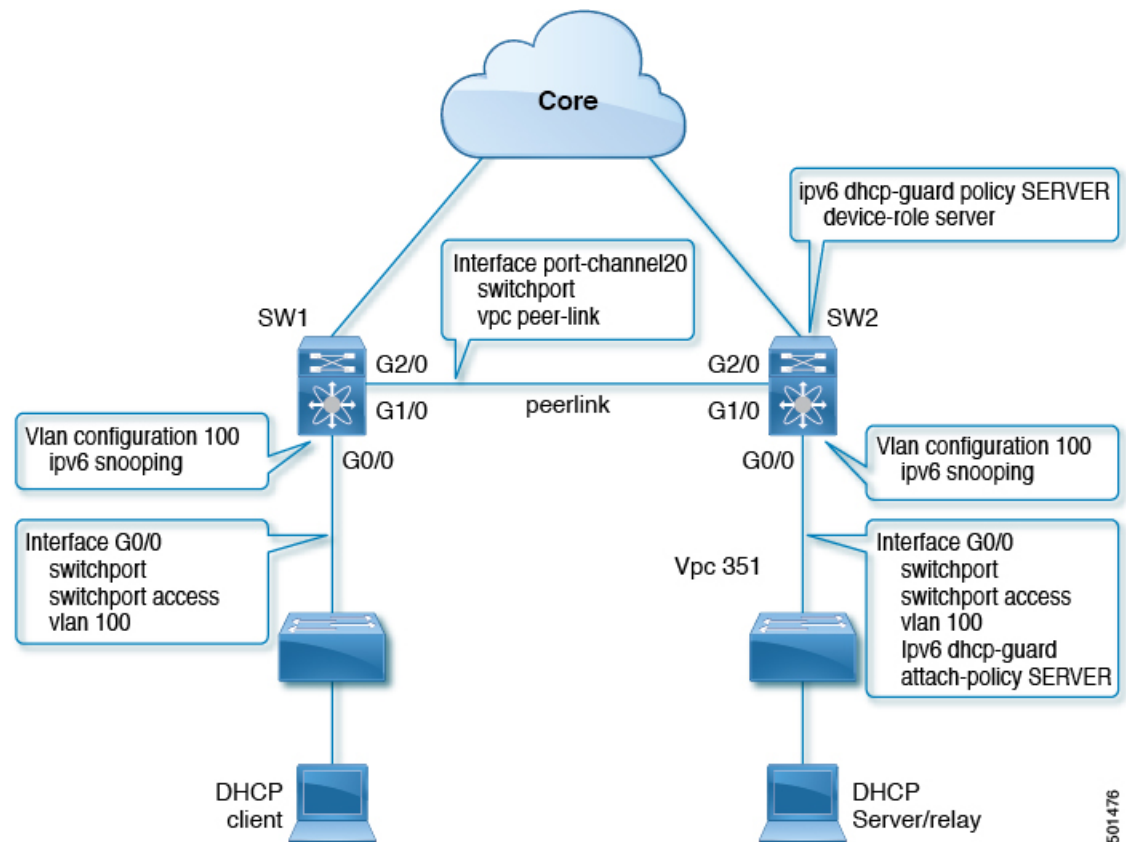 Core
ipv6 dhcp-guard policy SERVER
device-role server
Interface port-channel20
switchport
vpc peer-link
SW1
SW2
G2/0
G2/0
peerlink
G1/0
G1/0
Vlan configuration 100
ipv6 snooping
G0/0
G0/0
Vlan configuration 100
ipv6 snooping
Interface G0/0
switchport
switchport access
vlan 100
Vpc 351
Interface G0/0
switchport
switchport access
vlan 100
Ipv6 dhcp-guard
attach-policy SERVER
DHCP
client
DHCP
Server/relay
501476